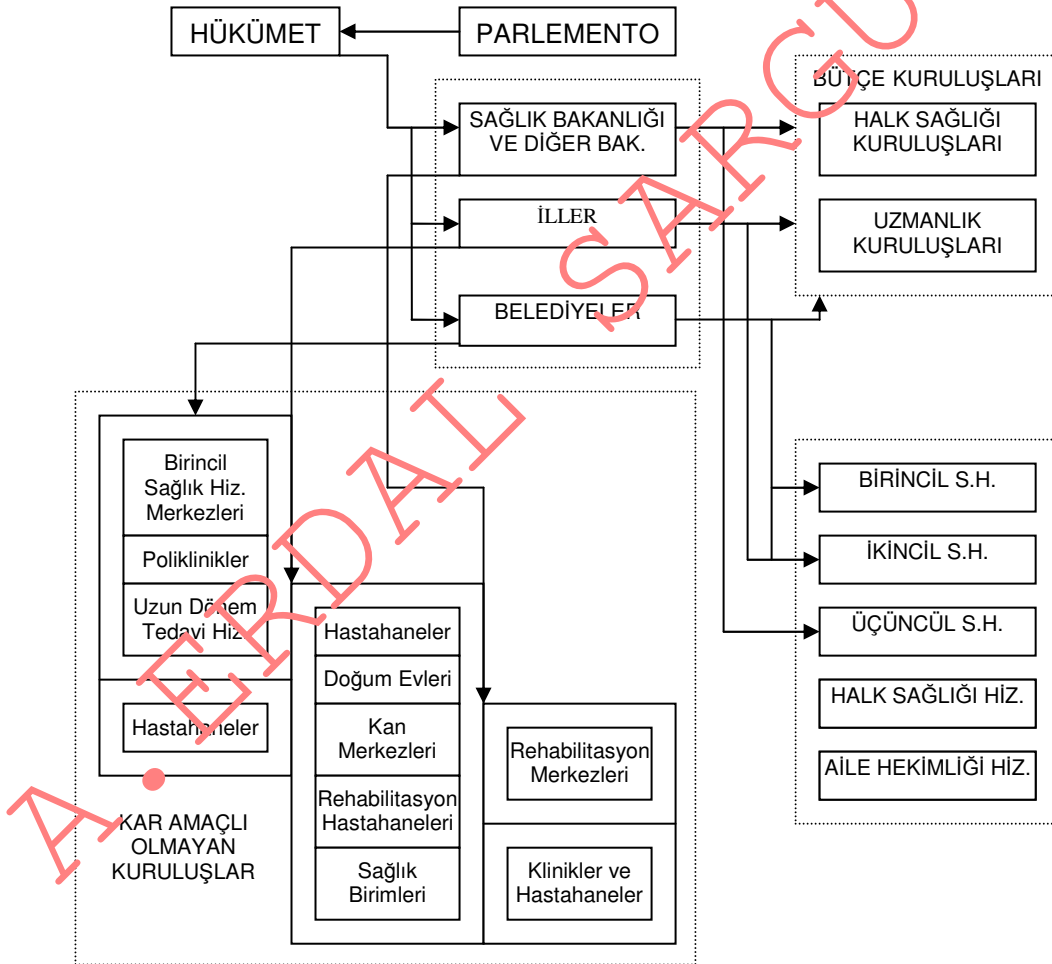 HÜKÜMET
PARLEMENTO
SAĞLIK BAKANLIĞI
VE DİĞER BAK.
İLLER
BELEDİYELER
BÜTÇE KURULUŞLARI
HALK SAĞLIĞI
KURULUŞLARI
UZMANLIK
KURULUŞLARI
Birincil
Sağlık Hiz.
Merkezleri
Poliklinikler
Uzun Dönem
Tedavi Hiz.
Hastahaneler
KAR AMAÇLI
OLMAYAN
KURULUŞLAR
Hastahaneler
Doğum Evleri
Kan
Merkezleri
Rehabilitasyon
Hastahaneleri
Sağlık
Birimleri
Rehabilitasyon
Merkezleri
Klinikler ve
Hastahaneler
BİRİNCİL S.H.
İKİNCİL S.H.
ÜÇÜNCÜL S.H.
HALK SAĞLIĞI HİZ.
AİLE HEKİMLİĞİ HİZ.
A. ERDAL SARGU